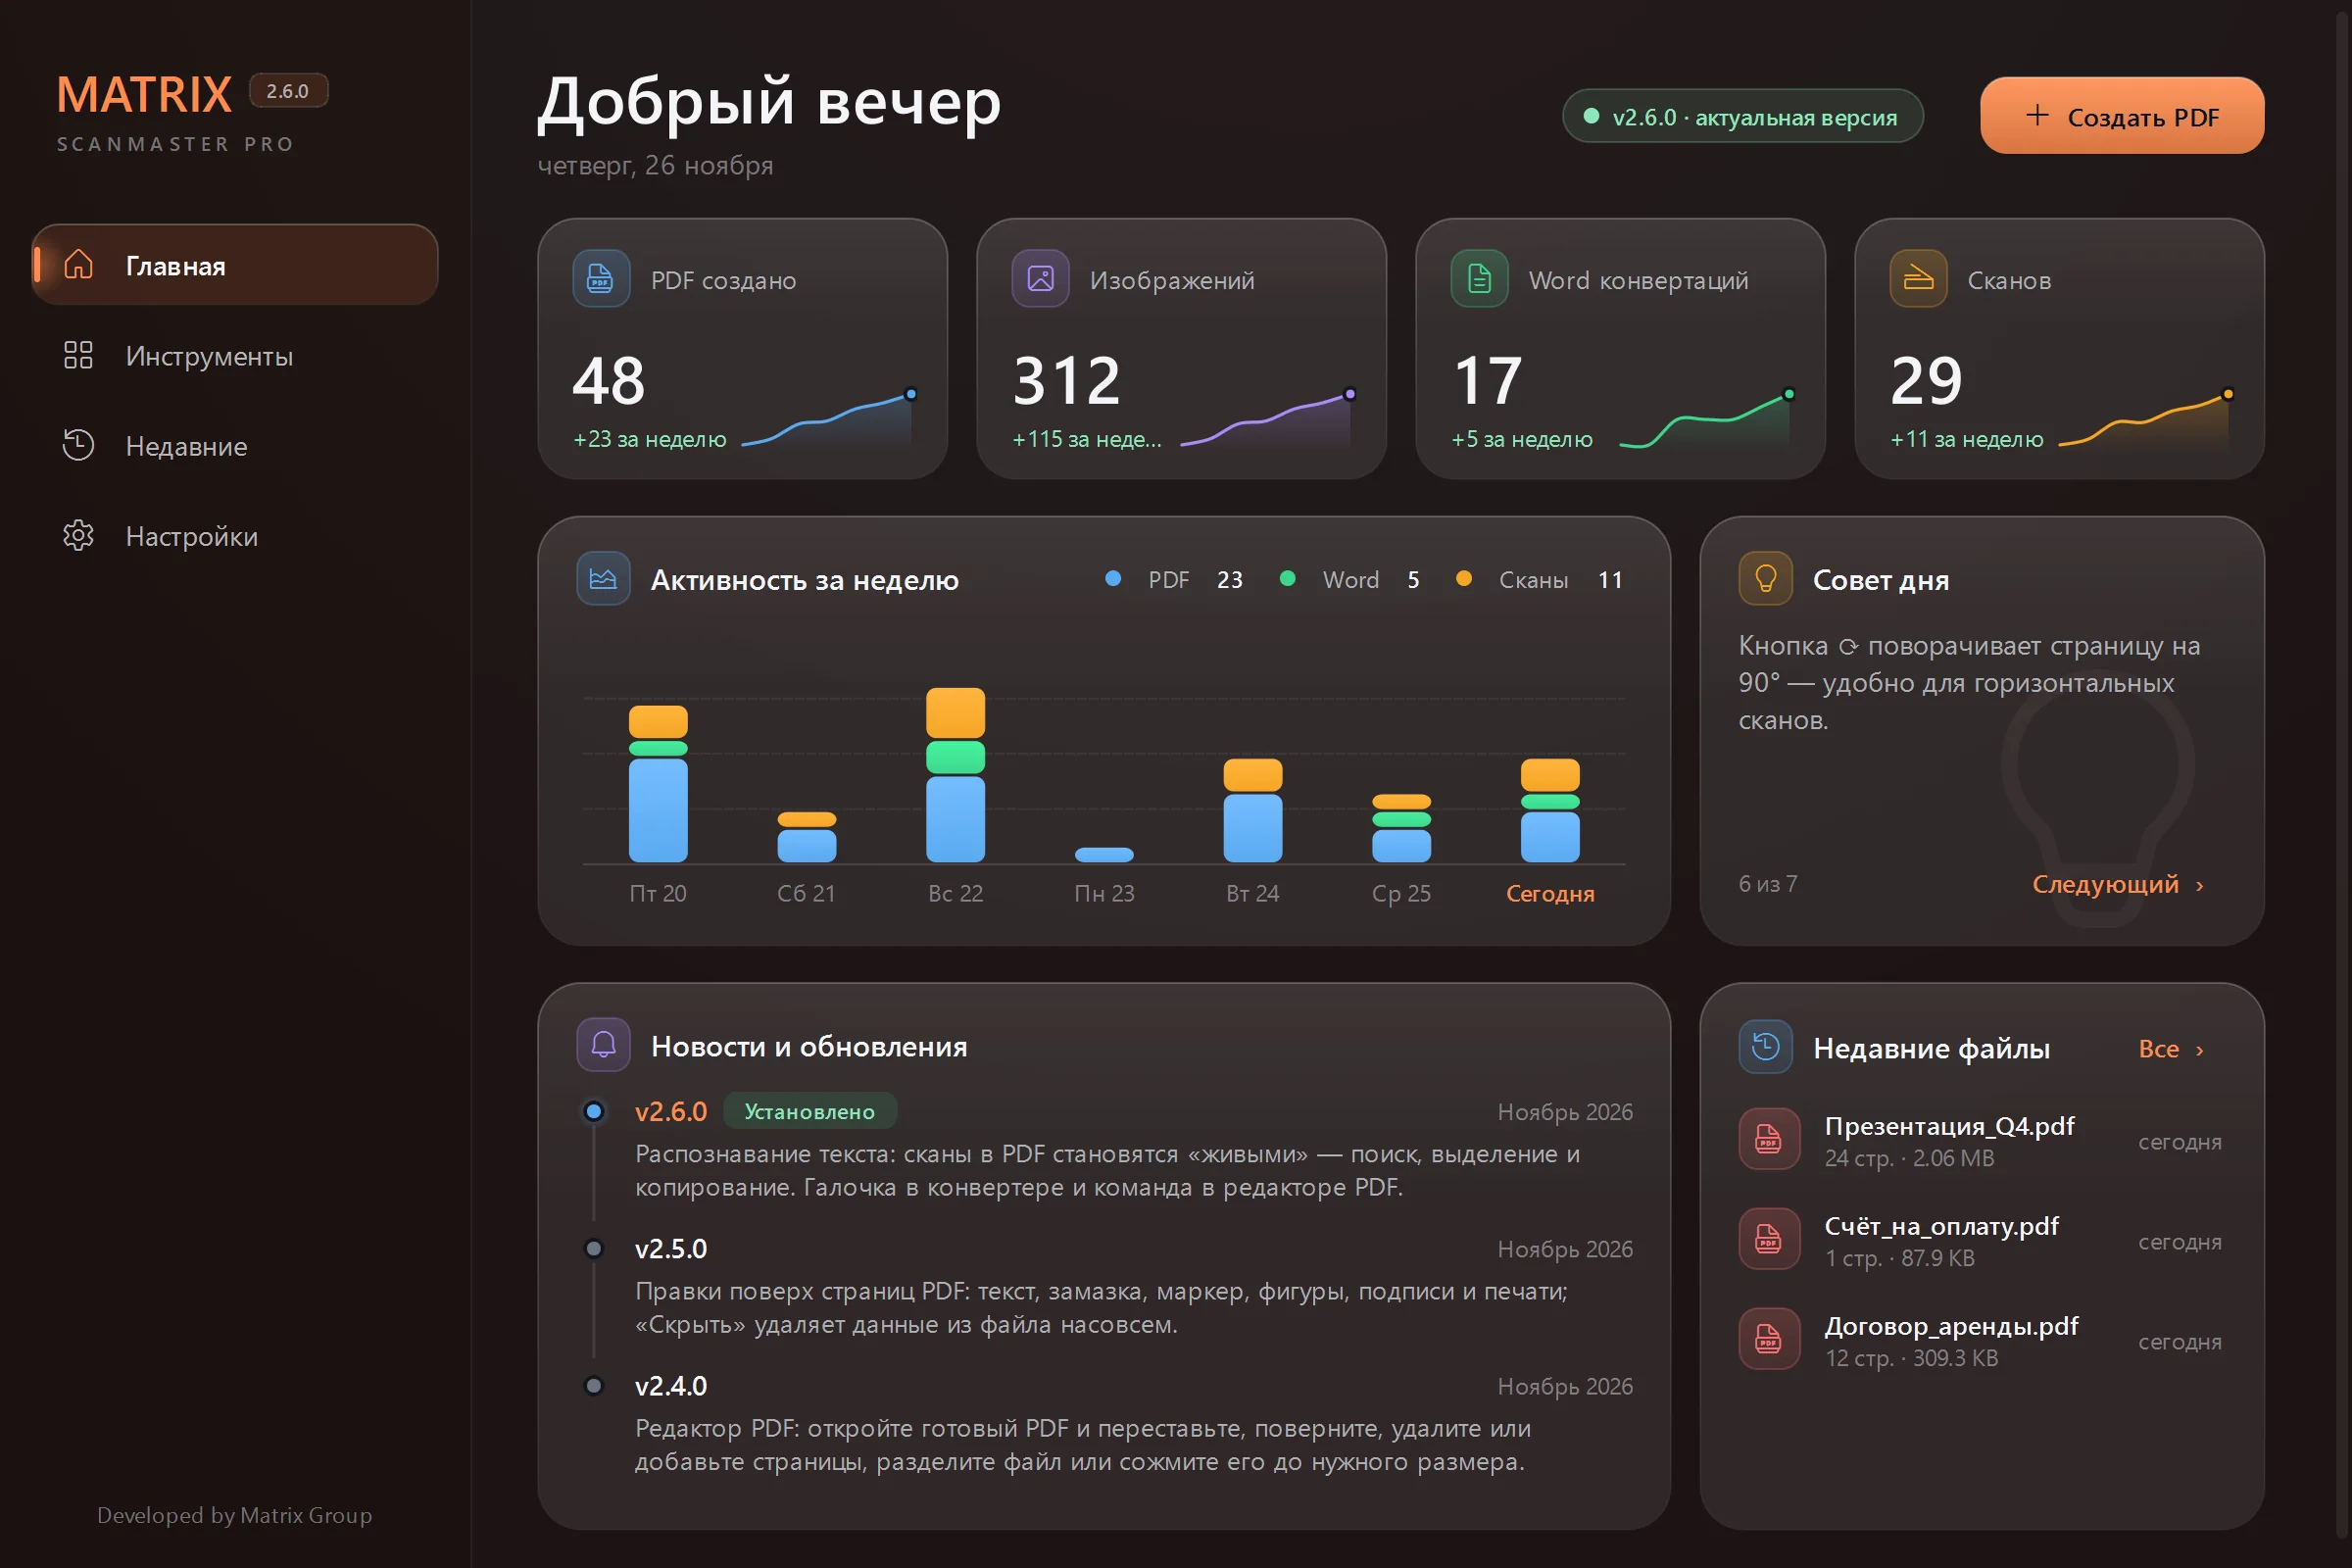 MATRIX 2.6.0
SCANMASTER PRO
Главная
Инструменты
Недавние
Настройки
Developed by Matrix Group
Добрый вечер
четверг, 26 ноября
v2.6.0 · актуальная версия
+ Создать PDF
PDF создано
48
+23 за неделю
Изображений
312
+115 за неде...
Word конвертаций
17
+5 за неделю
Сканов
29
+11 за неделю
Активность за неделю
PDF 23 Word 5 Сканы 11
Пт 20 Сб 21 Вс 22 Пн 23 Вт 24 Ср 25 Сегодня
Совет дня
Кнопка ⟳ поворачивает страницу на
90° — удобно для горизонтальных
сканов.
6 из 7
Следующий ›
Новости и обновления
v2.6.0 Установлено Ноябрь 2026
Распознавание текста: сканы в PDF становятся «живыми» — поиск, выделение и
копирование. Галочка в конвертере и команда в редакторе PDF.
v2.5.0 Ноябрь 2026
Правки поверх страниц PDF: текст, замазка, маркер, фигуры, подписи и печати;
«Скрыть» удаляет данные из файла насовсем.
v2.4.0 Ноябрь 2026
Редактор PDF: откройте готовый PDF и переставьте, поверните, удалите или
добавьте страницы, разделите файл или сожмите его до нужного размера.
Недавние файлы Все ›
Презентация_Q4.pdf
24 стр. · 2.06 MB
сегодня
Счёт_на_оплату.pdf
1 стр. · 87.9 KB
сегодня
Договор_аренды.pdf
12 стр. · 309.3 KB
сегодня